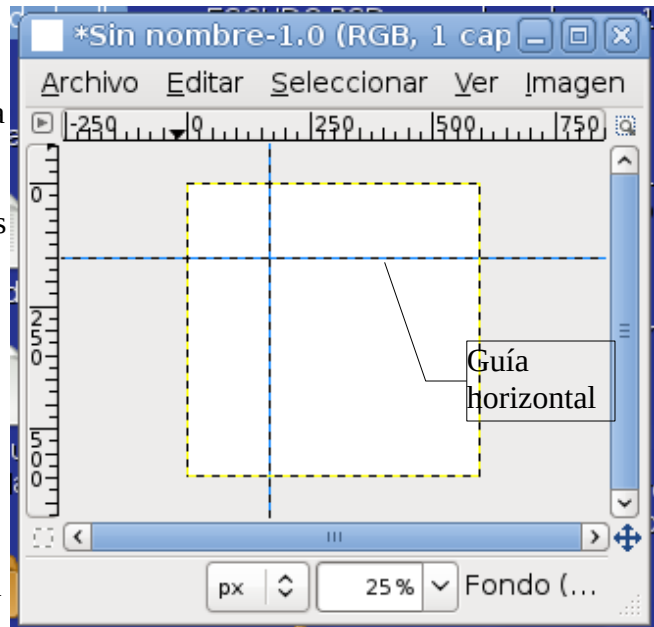 *Sin nombre-1.0 (RGB, 1 cap
Archivo Editar Seleccionar Ver Imagen
-250 0 250 500 750
0
250
500
Guía
horizontal
px 25% Fondo (...